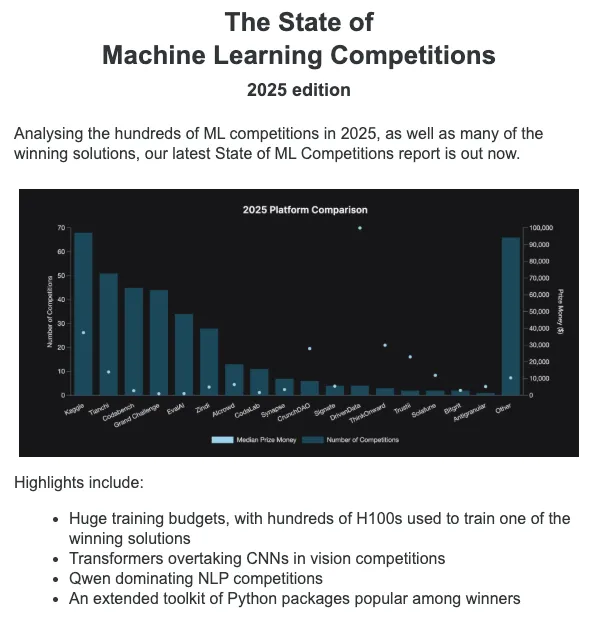 The State of
Machine Learning Competitions
2025 edition
Analysing the hundreds of ML competitions in 2025, as well as many of the
winning solutions, our latest State of ML Competitions report is out now.
2025 Platform Comparison
70
60
50
40
30
20
10
0
Number of Competitions
100,000
90,000
80,000
70,000
60,000
50,000
40,000
30,000
20,000
10,000
0
Prize Money ($)
Kaggle
Tianchi
Codabench
Grand Challenge
EvalAI
Zindi
AIcrowd
CodaLab
Synapse
CrunchDAO
Signate
DrivenData
ThinkOnward
Trustii
Solafune
Bitgrit
Antigranular
Other
Median Prize Money
Number of Competitions
Highlights include:
• Huge training budgets, with hundreds of H100s used to train one of the
winning solutions
• Transformers overtaking CNNs in vision competitions
• Qwen dominating NLP competitions
• An extended toolkit of Python packages popular among winners